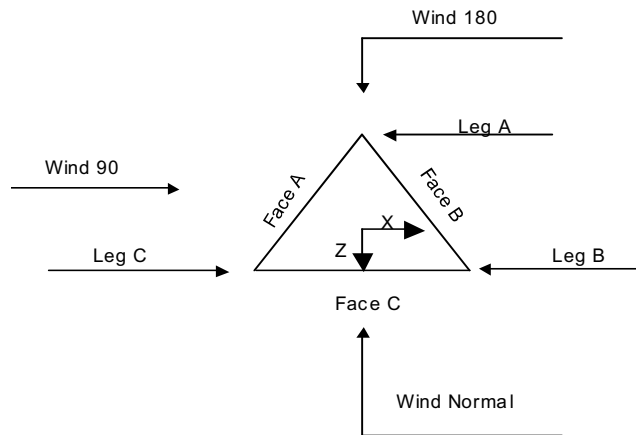 Wind 180
Leg A
Wind 90
Face A
Face B
X
Leg C
Z
Leg B
Face C
Wind Normal